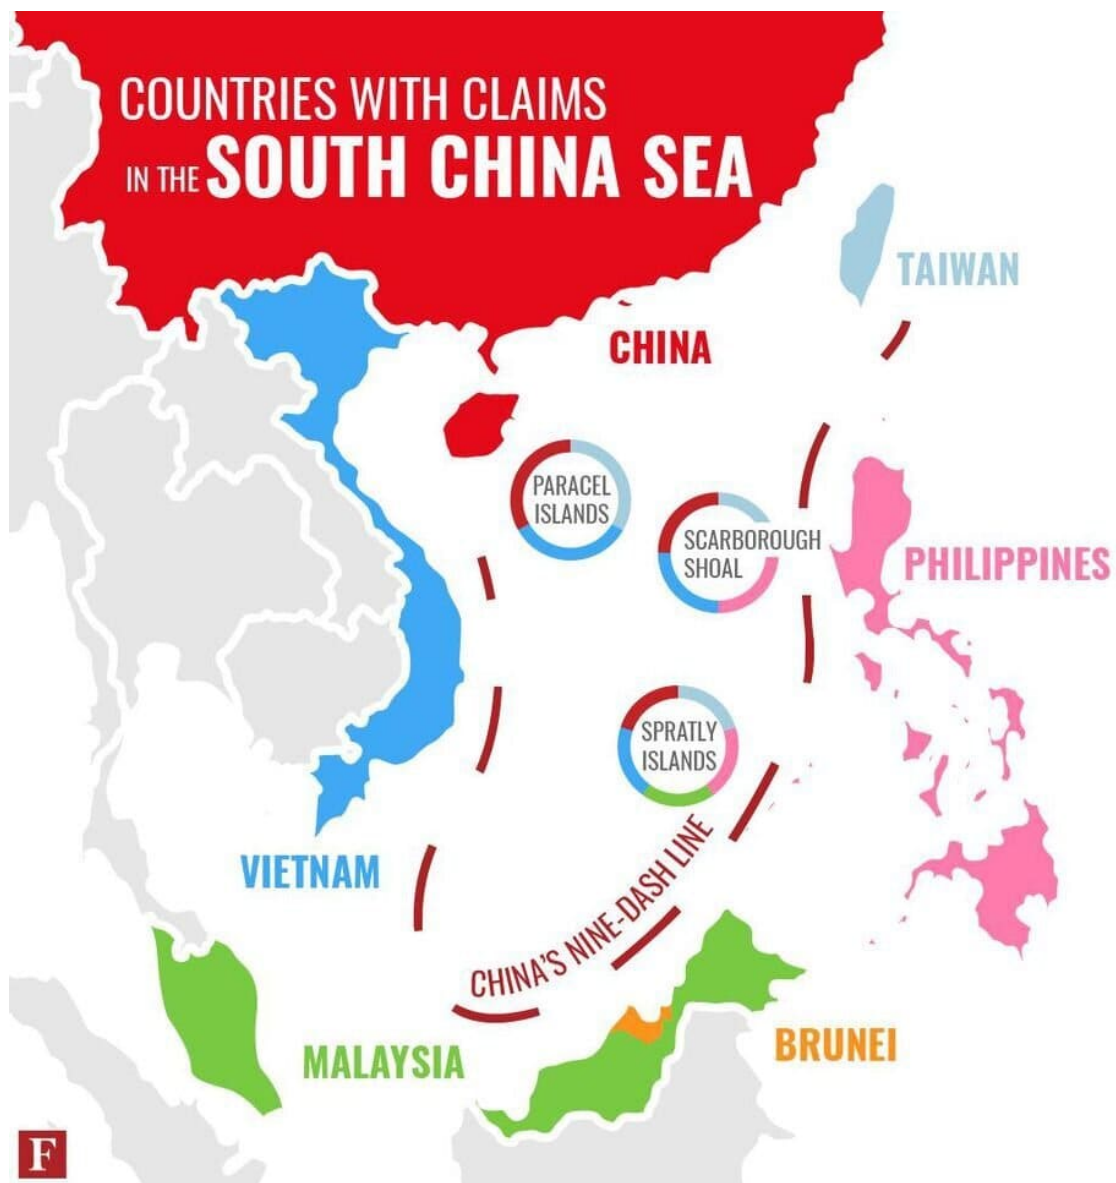 COUNTRIES WITH CLAIMS
IN THE SOUTH CHINA SEA
TAIWAN
CHINA
PARACEL
ISLANDS
SCARBOROUGH
SHOAL
PHILIPPINES
SPRATLY
ISLANDS
VIETNAM
CHINA'S NINE-DASH LINE
MALAYSIA
BRUNEI
F